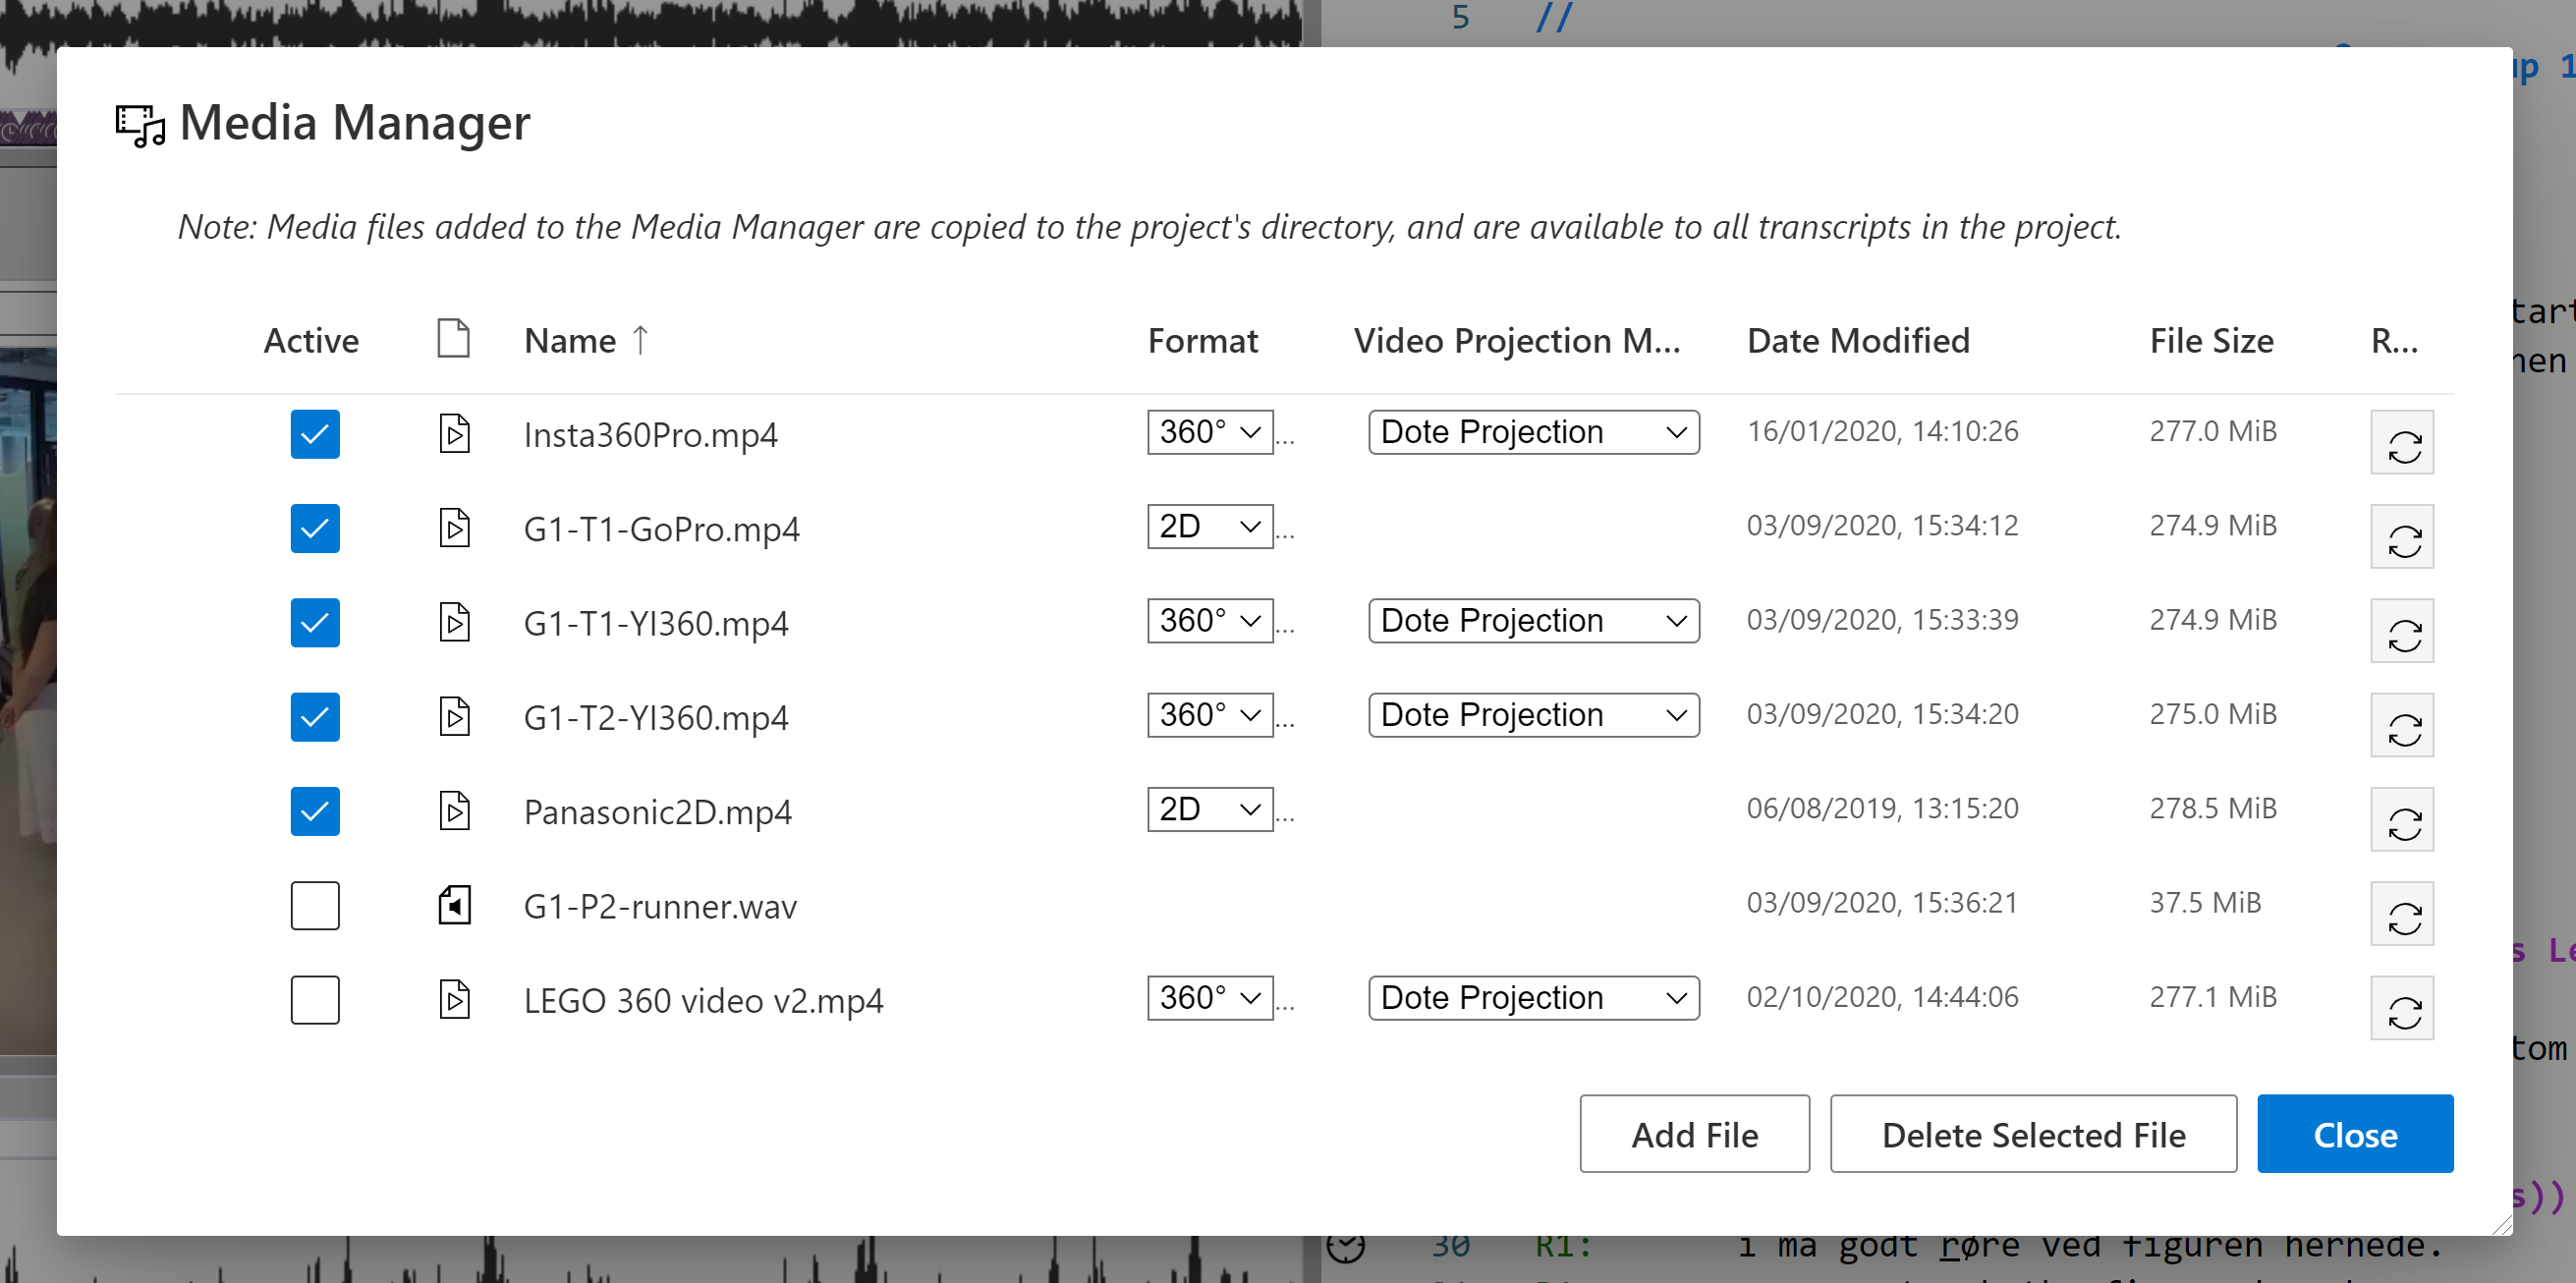 5 //
up 1
Media Manager
Note: Media files added to the Media Manager are copied to the project's directory, and are available to all transcripts in the project.
Active Name ↑ Format Video Projection M... Date Modified File Size R...
Insta360Pro.mp4 360° ... Dote Projection 16/01/2020, 14:10:26 277.0 MiB
G1-T1-GoPro.mp4 2D ... 03/09/2020, 15:34:12 274.9 MiB
G1-T1-YI360.mp4 360° ... Dote Projection 03/09/2020, 15:33:39 274.9 MiB
G1-T2-YI360.mp4 360° ... Dote Projection 03/09/2020, 15:34:20 275.0 MiB
Panasonic2D.mp4 2D ... 06/08/2019, 13:15:20 278.5 MiB
G1-P2-runner.wav 03/09/2020, 15:36:21 37.5 MiB
LEGO 360 video v2.mp4 360° ... Dote Projection 02/10/2020, 14:44:06 277.1 MiB
tom
Add File Delete Selected File Close
s))
30 R1: i ma godt røre ved figuren hernede.